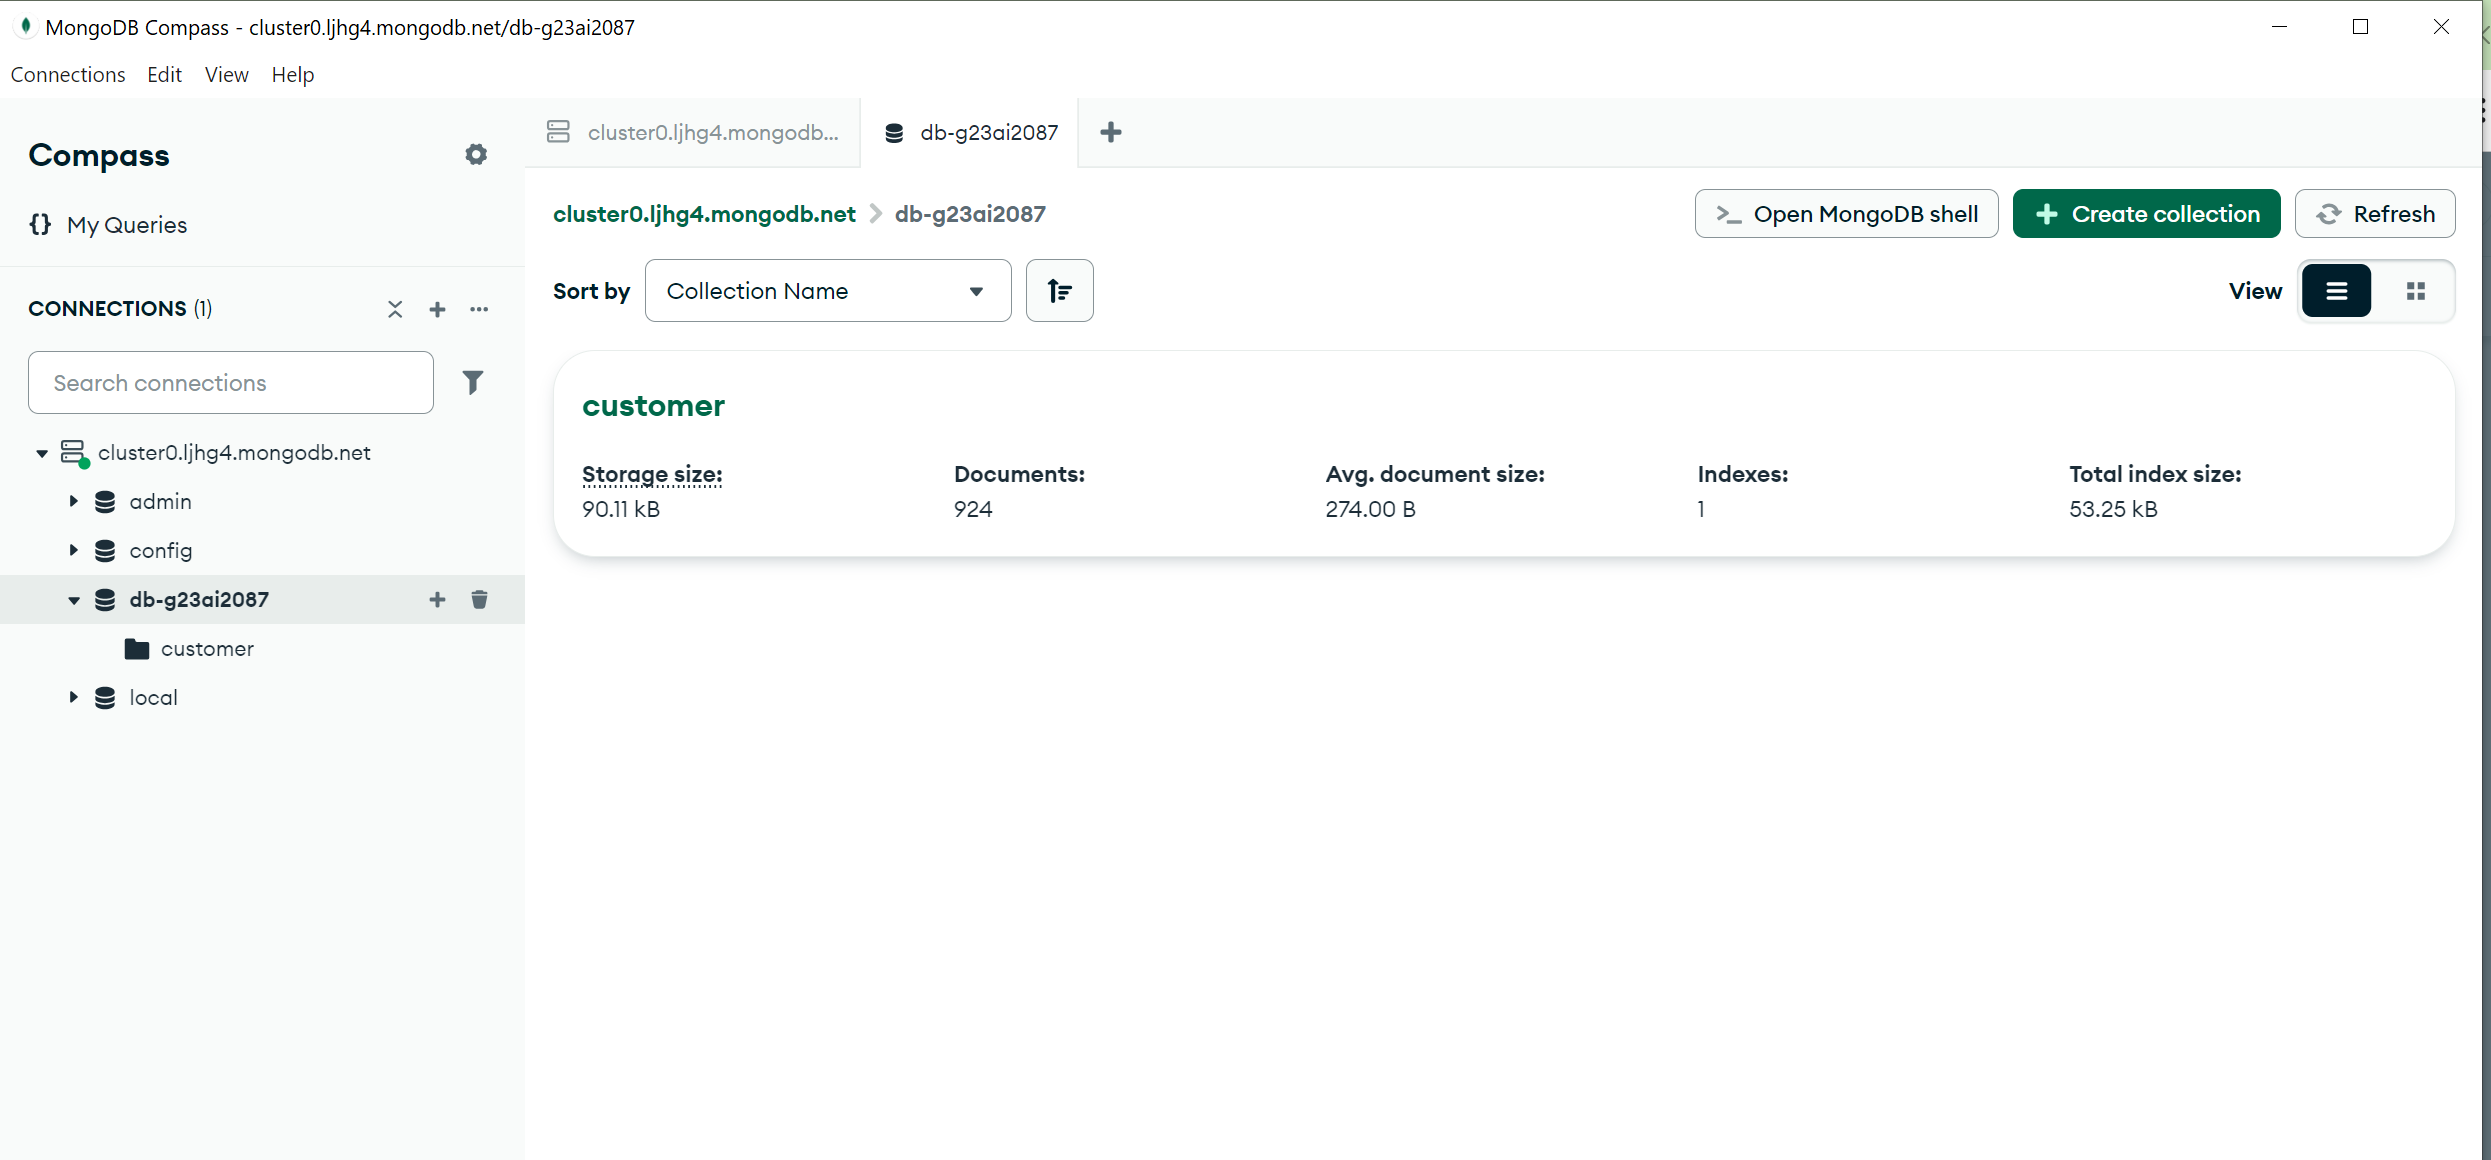 MongoDB Compass - cluster0.ljhg4.mongodb.net/db-g23ai2087
Connections Edit View Help
Compass
{} My Queries
CONNECTIONS (1)
Search connections
cluster0.ljhg4.mongodb.net
admin
config
db-g23ai2087
customer
local
cluster0.ljhg4.mongodb...
db-g23ai2087
cluster0.ljhg4.mongodb.net > db-g23ai2087
>_ Open MongoDB shell
Create collection
Refresh
Sort by Collection Name
View
customer
Storage size: Documents: Avg. document size: Indexes: Total index size:
90.11 kB 924 274.00 B 1 53.25 kB